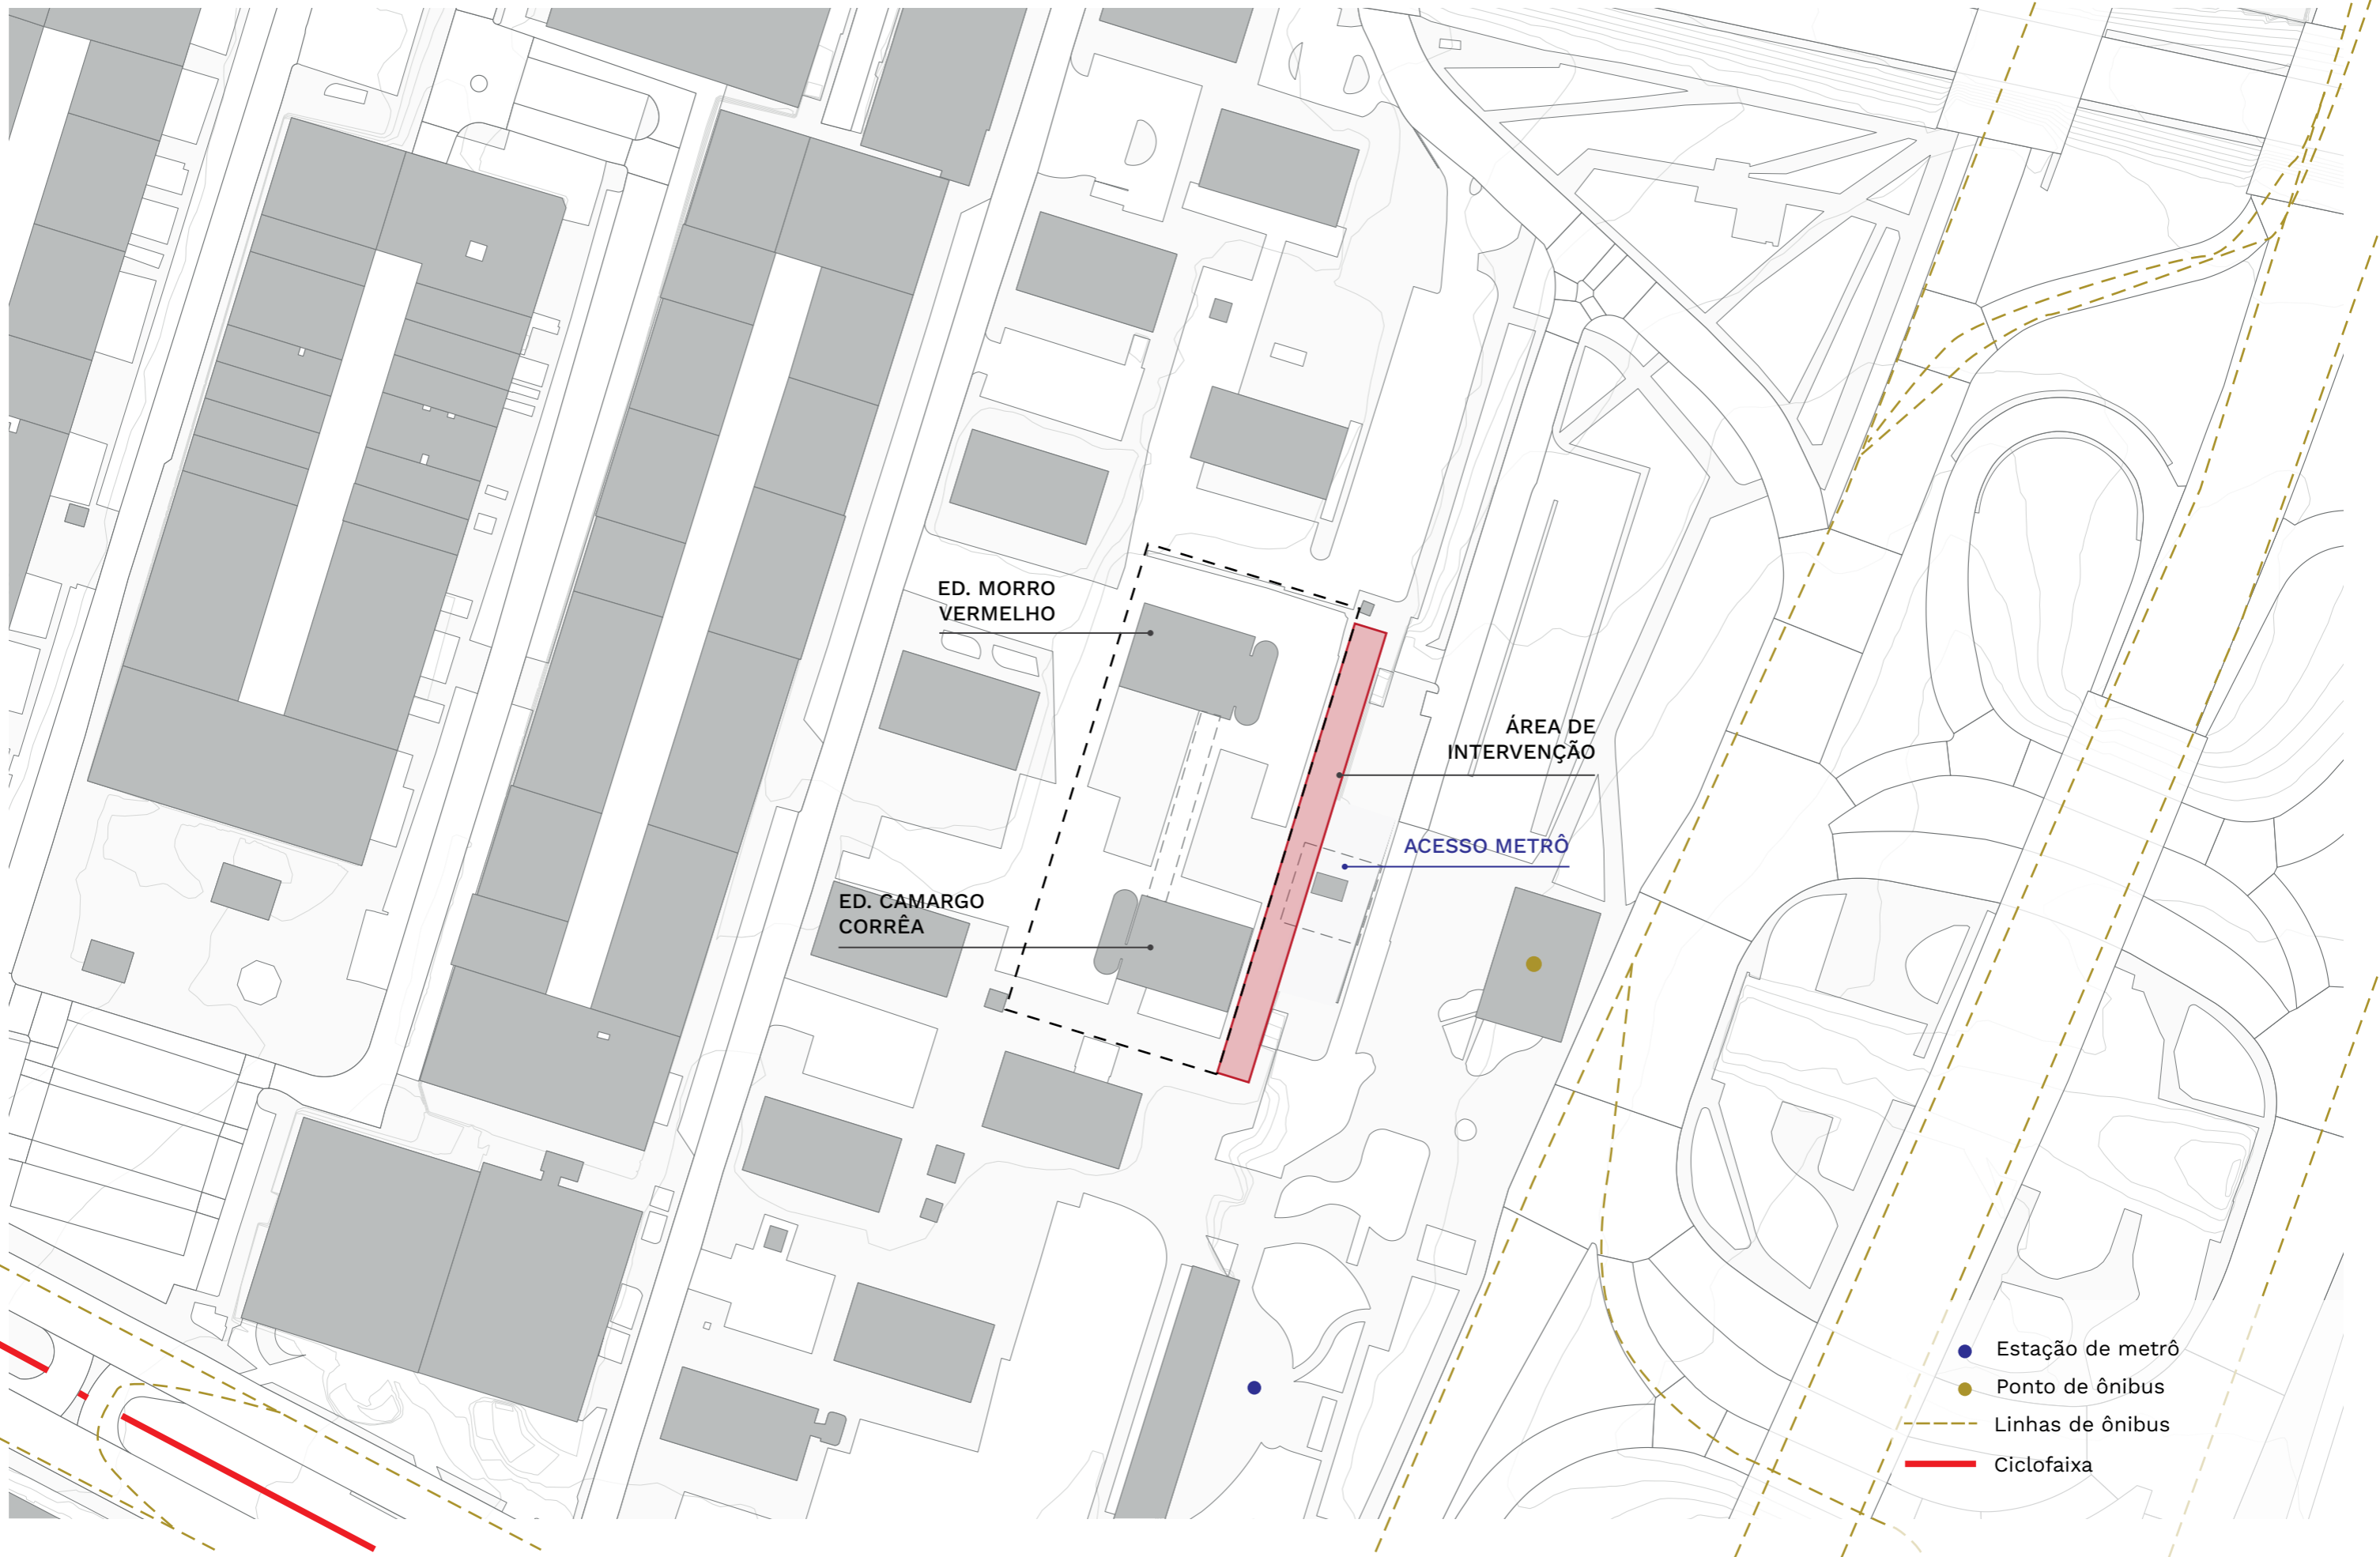 ED. MORRO
VERMELHO
ÁREA DE
INTERVENÇÃO
ACESSO METRÔ
ED. CAMARGO
CORRÊA
Estação de metrô
Ponto de ônibus
Linhas de ônibus
Ciclofaixa